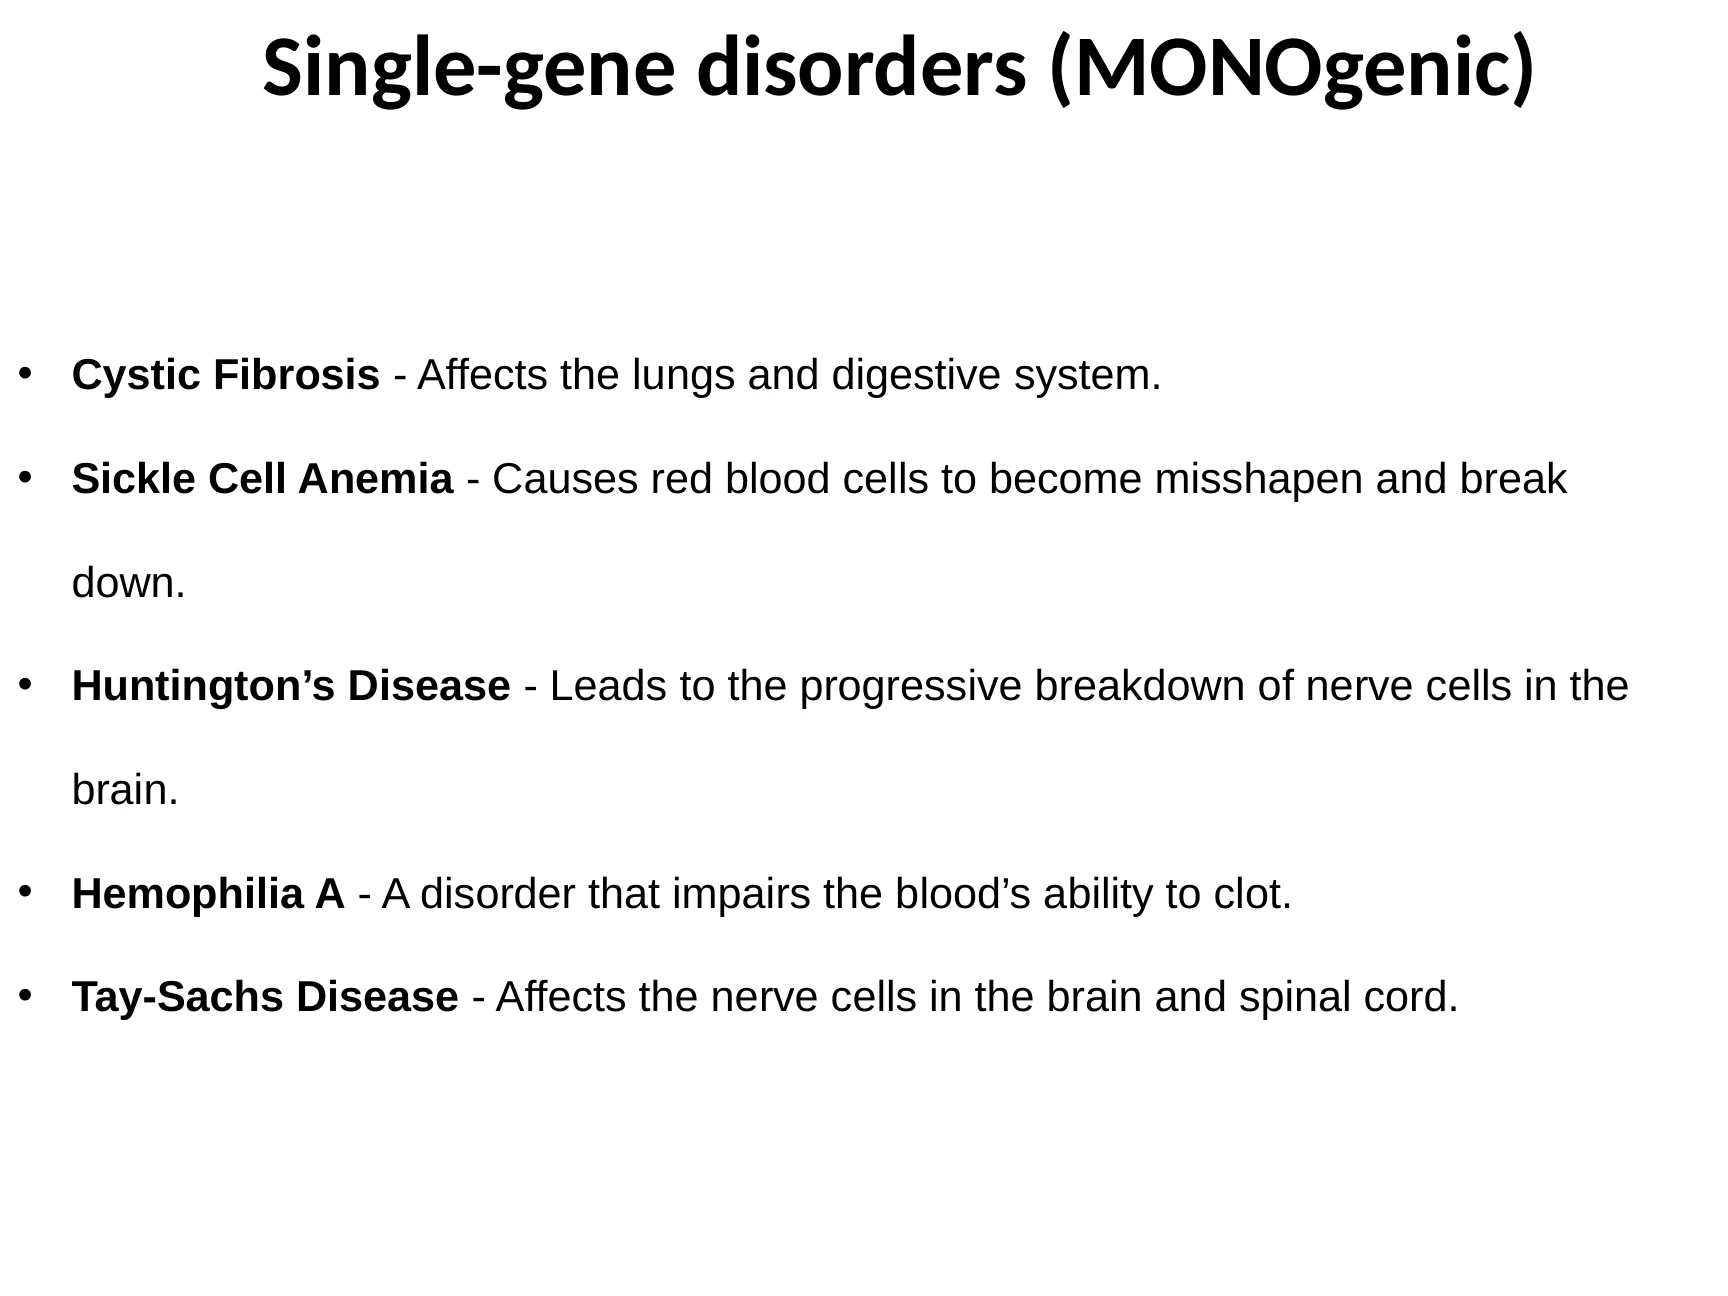 Single-gene disorders (MONOgenic)
• Cystic Fibrosis - Affects the lungs and digestive system.
• Sickle Cell Anemia - Causes red blood cells to become misshapen and break
down.
• Huntington’s Disease - Leads to the progressive breakdown of nerve cells in the
brain.
• Hemophilia A - A disorder that impairs the blood’s ability to clot.
• Tay-Sachs Disease - Affects the nerve cells in the brain and spinal cord.